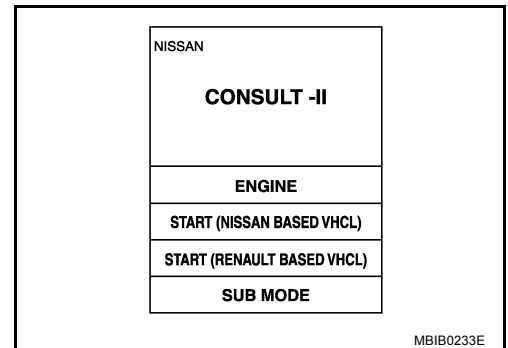 NISSAN
CONSULT -II
ENGINE
START (NISSAN BASED VHCL)
START (RENAULT BASED VHCL)
SUB MODE
MBIB0233E